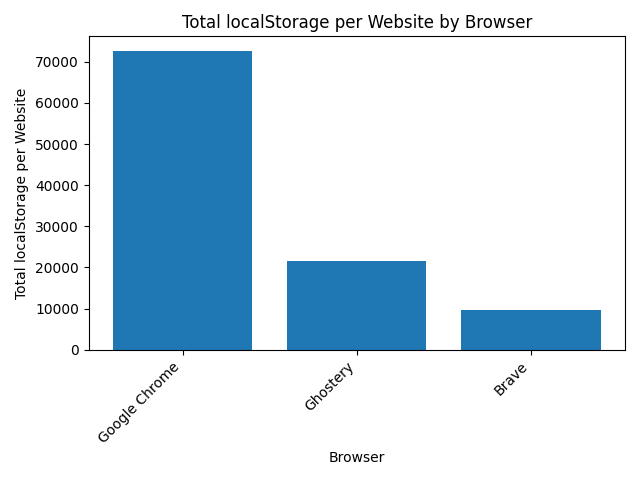 Total localStorage per Website by Browser
Total localStorage per Website
70000
60000
50000
40000
30000
20000
10000
0
Google Chrome
Ghostery
Brave
Browser